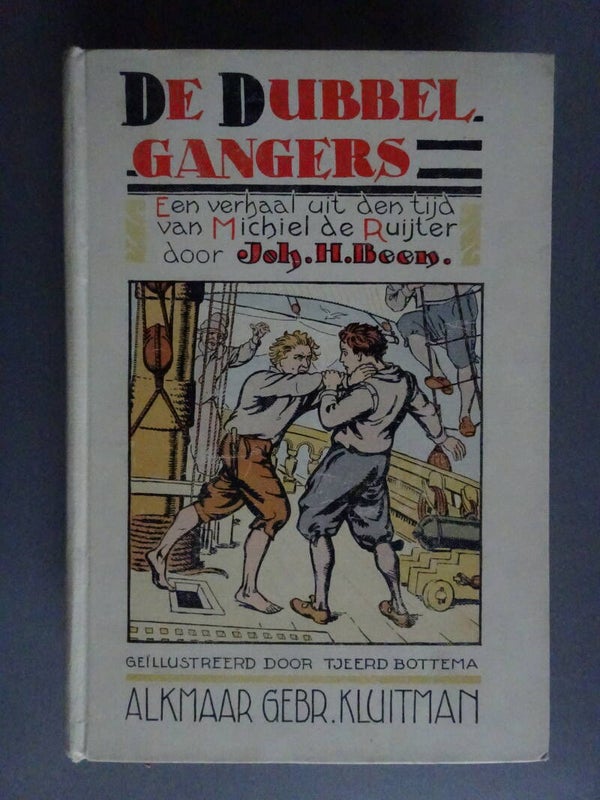 DE DUBBEL
GANGERS
Een verhaal uit den tijd
van Michiel de Ruijter
door Joh. H. Been.
GEÏLLUSTREERD DOOR TJEERD BOTTEMA
ALKMAAR GEBR. KLUITMAN